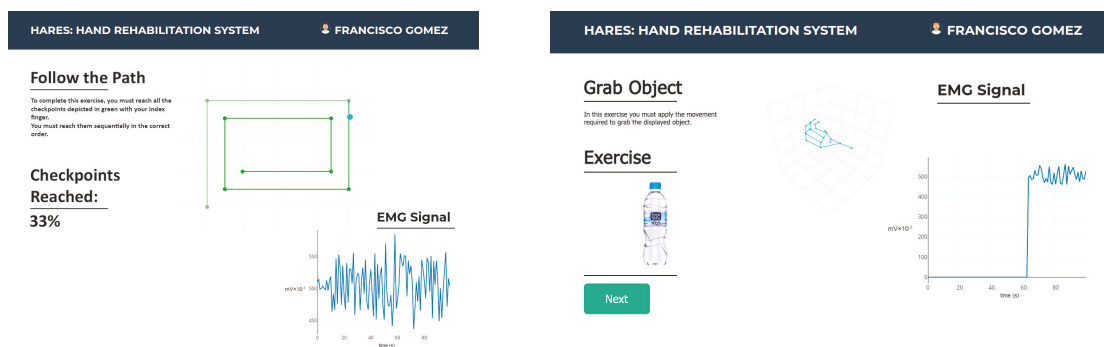 HARES: HAND REHABILITATION SYSTEM
FRANCISCO GOMEZ
Follow the Path
To complete this exercise, you must reach all the
checkpoints depicted in green with your index
finger.
You must reach them sequentially in the correct
order.
Checkpoints
Reached:
33%
EMG Signal
550
500
450
mV×10⁻³
0
20
40
60
80
time (s)
HARES: HAND REHABILITATION SYSTEM
FRANCISCO GOMEZ
Grab Object
In this exercise you must apply the movement
required to grab the displayed object.
Exercise
Next
EMG Signal
500
400
300
200
100
0
mV×10⁻³
0
20
40
60
80
time (s)